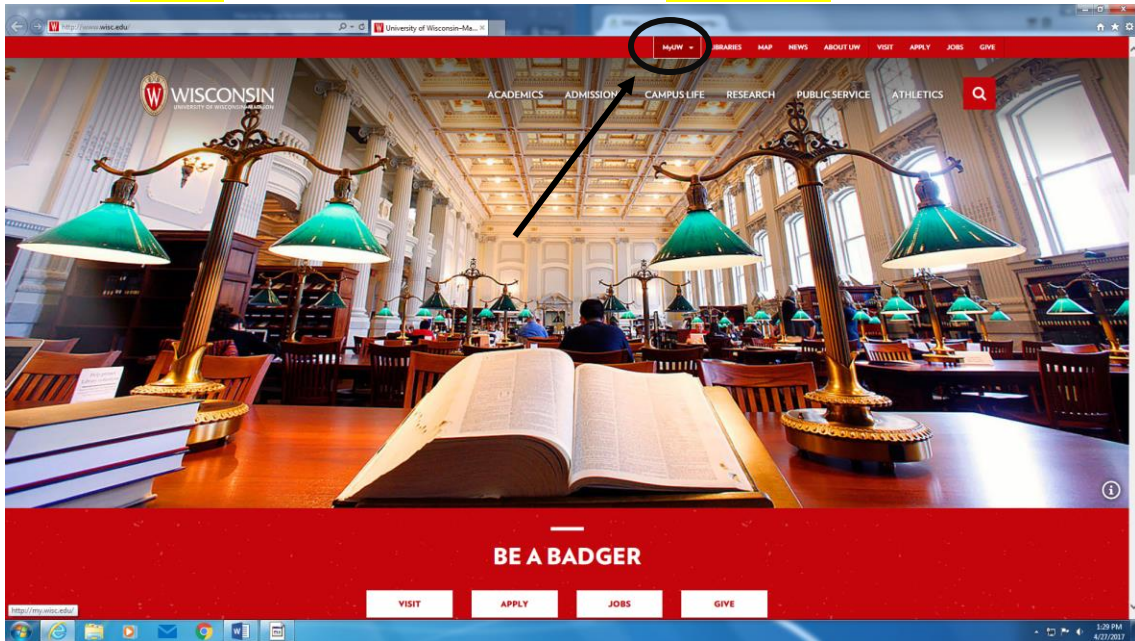 http://www.wisc.edu/
University of Wisconsin–Ma...
MyUW LIBRARIES MAP NEWS ABOUT UW VISIT APPLY JOBS GIVE
W WISCONSIN
UNIVERSITY OF WISCONSIN–MADISON
ACADEMICS ADMISSIONS CAMPUS LIFE RESEARCH PUBLIC SERVICE ATHLETICS
BE A BADGER
VISIT APPLY JOBS GIVE
http://my.wisc.edu/
1:29 PM
4/27/2017